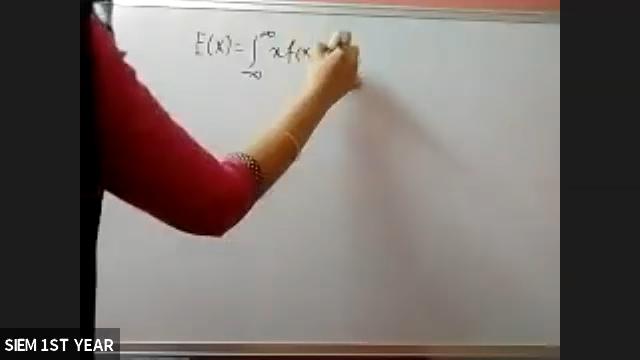 E(x) = ∫_{-∞}^{∞} x f(x
SIEM 1ST YEAR